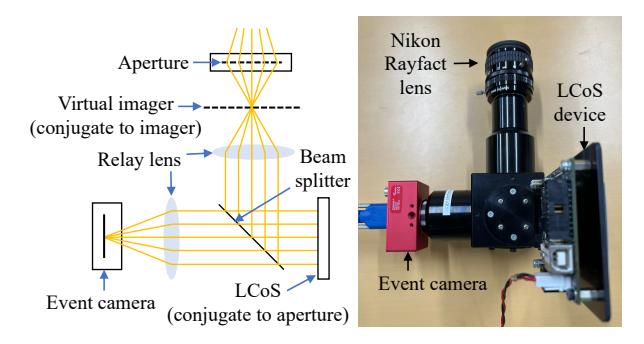 Aperture
Virtual imager
(conjugate to imager)
Relay lens
Beam
splitter
Event camera
LCoS
(conjugate to aperture)
Nikon
Rayfact
lens
LCoS
device
Event camera